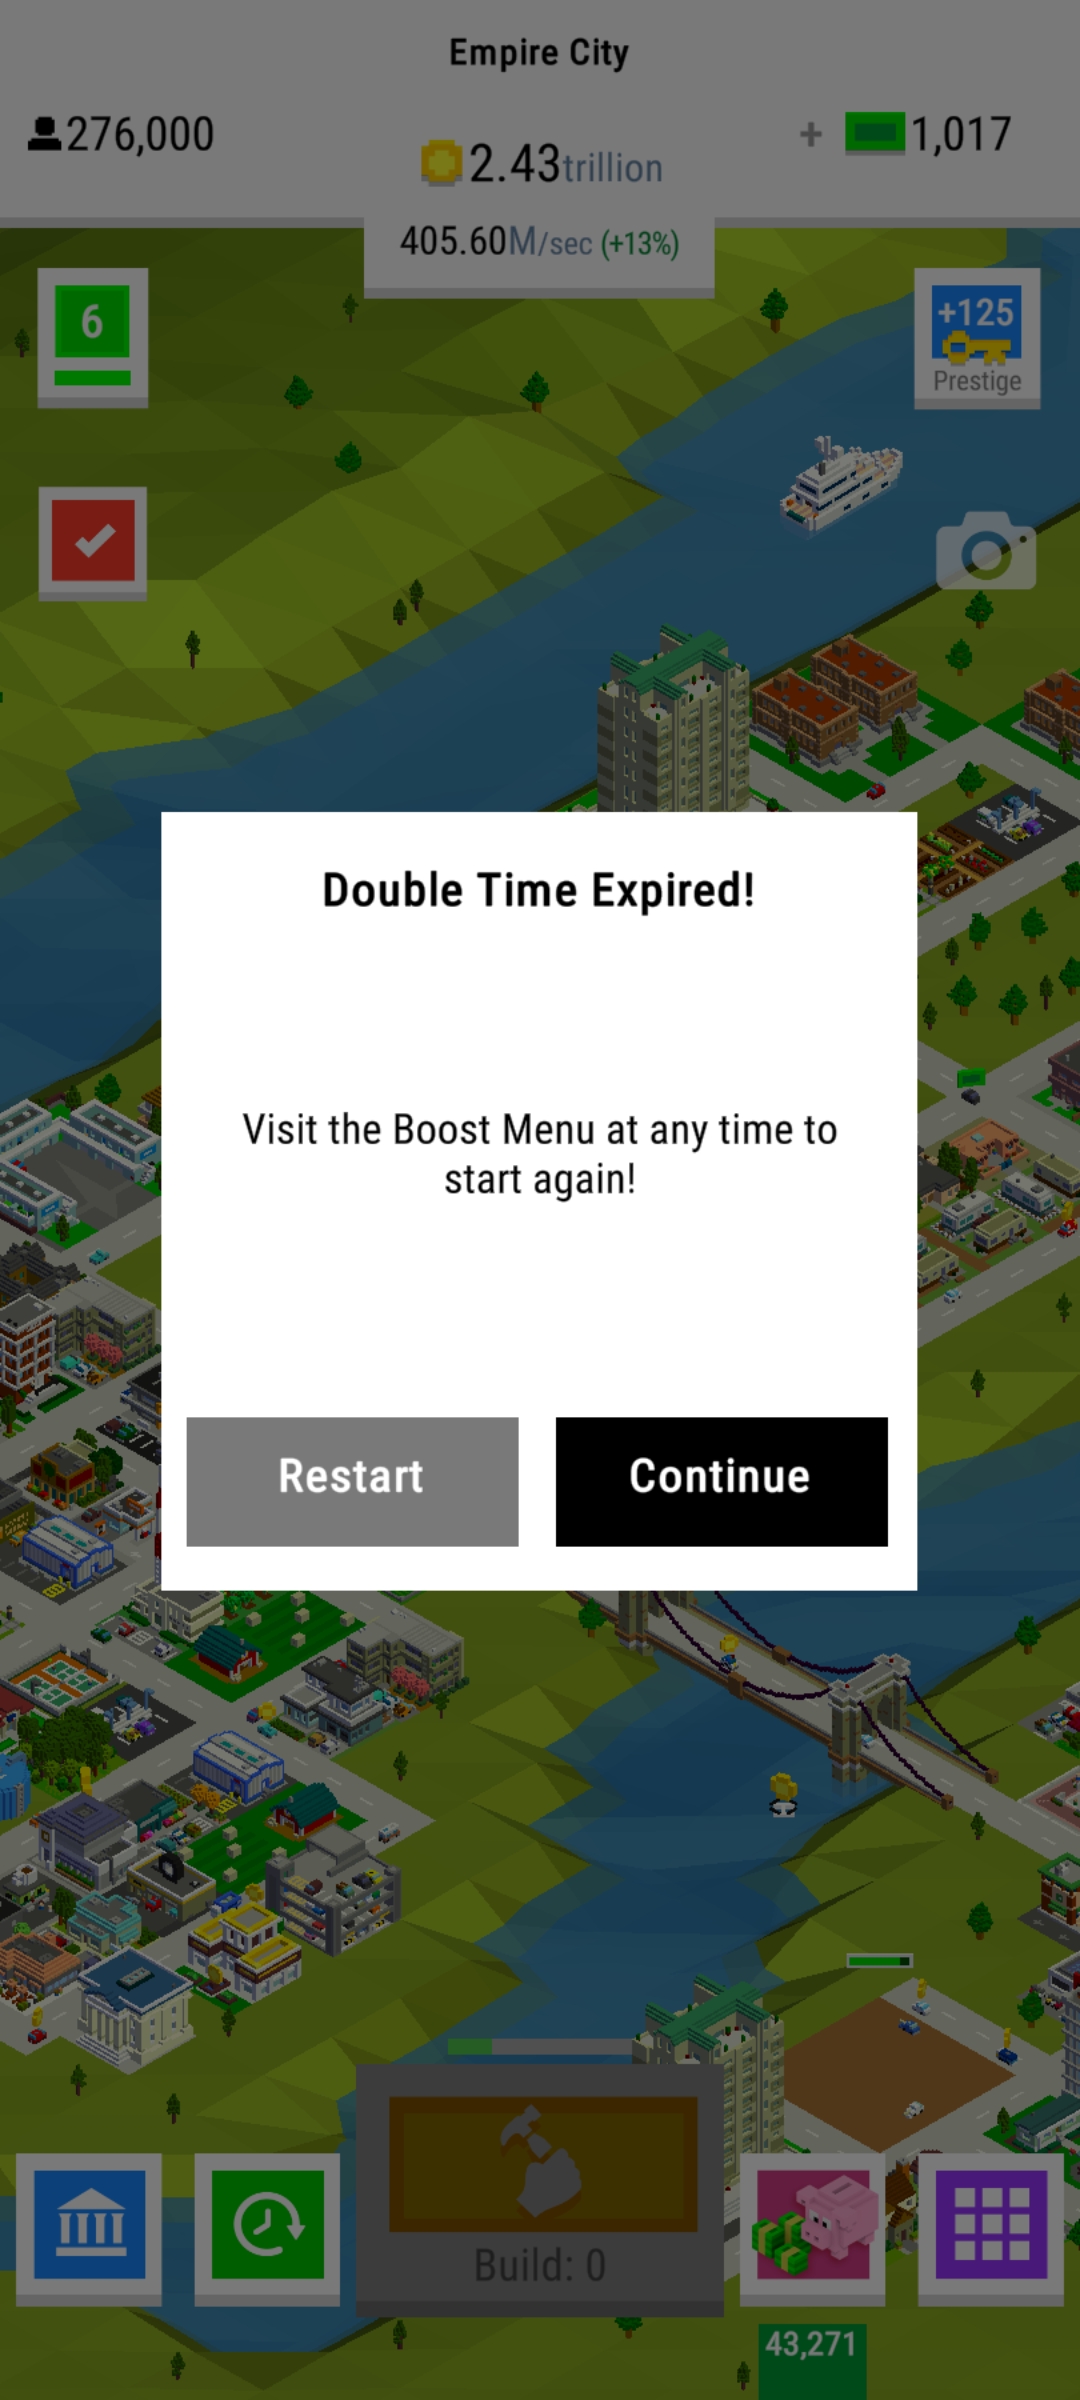 Empire City
276,000
2.43trillion
+ 1,017
405.60M/sec (+13%)
6
+125
Prestige
Double Time Expired!
Visit the Boost Menu at any time to
start again!
Restart
Continue
Build: 0
43,271